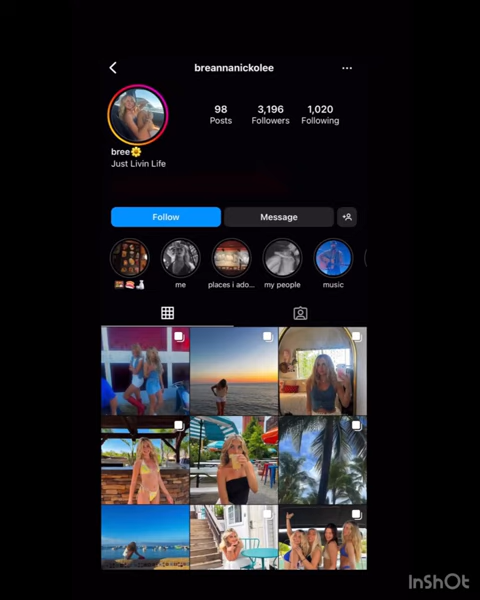 breannanickolee
98 3,196 1,020
Posts Followers Following
bree🌼
Just Livin Life
Follow Message
me places i ado... my people music
InShOt